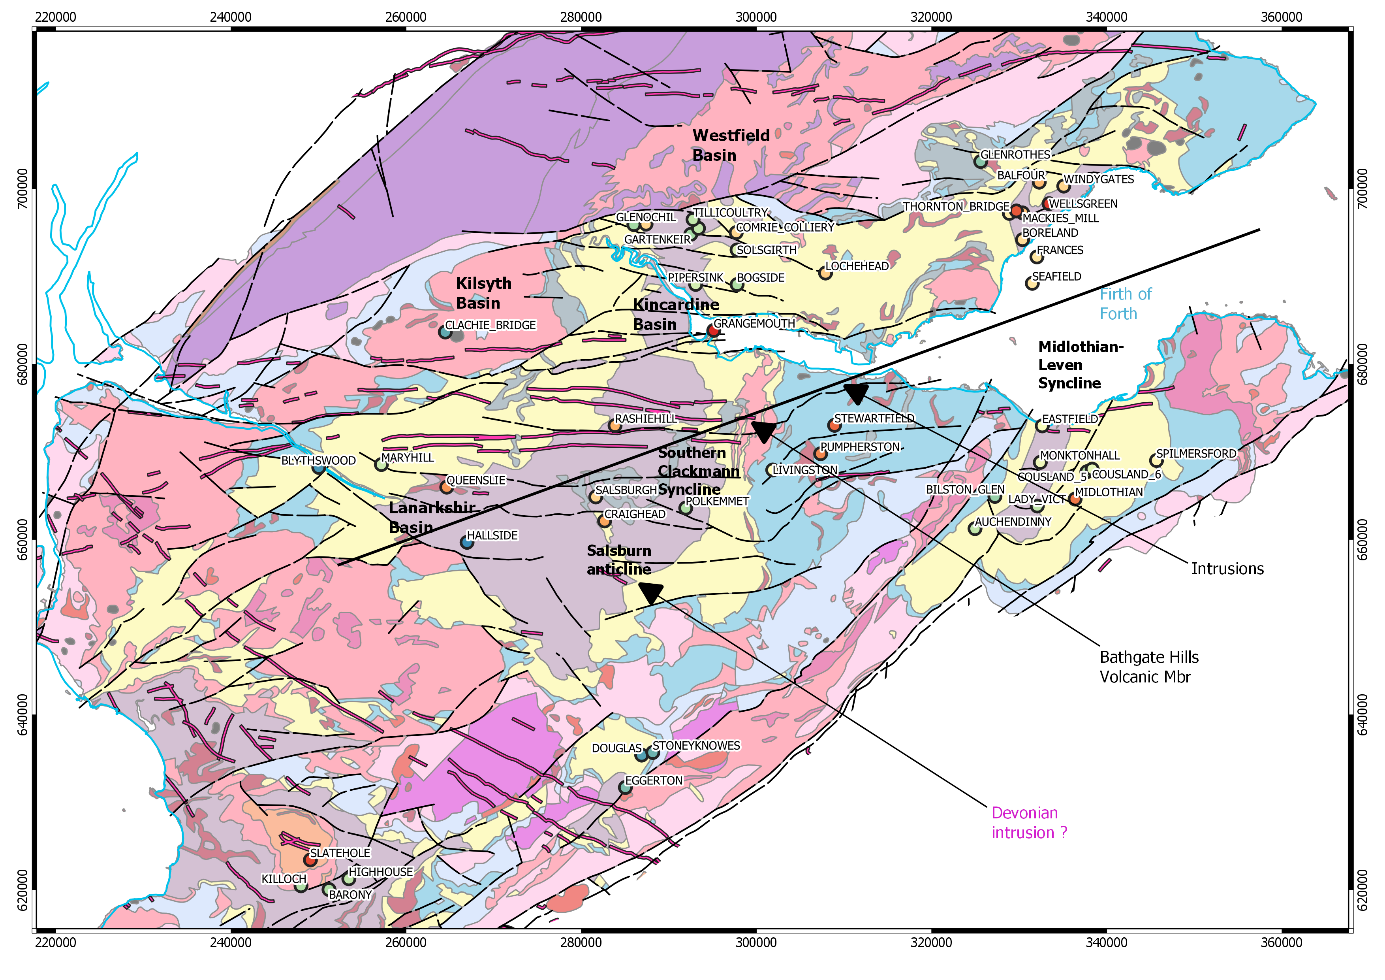 220000 240000 260000 280000 300000 320000 340000 360000
700000 700000
680000 680000
660000 660000
640000 640000
620000 620000
Westfield
Basin
GLENROTHES
BALFOUR
WINDYGATES
THORNTON_BRIDGE
WELLSGREEN
MACKIES_MILL
BORELAND
FRANCES
SEAFIELD
GLENOCHIL
TILLICOULTRY
GARTENKEIR
COMRIE_COLLIERY
SOLSGIRTH
LOCHEHEAD
PIPERSINK
BOGSIDE
Kilsyth
Basin
CLACHIE_BRIDGE
Kincardine
Basin
GRANGEMOUTH
Firth of
Forth
Midlothian-
Leven
Syncline
RASHIEHILL
STEWARTFIELD
EASTFIELD
BLYTHSWOOD
MARYHILL
PUMPHERSTON
Southern
Clackmann
Syncline
LIVINGSTON
MONKTONHALL
SPILMERSFORD
COUSLAND_5
COUSLAND_6
QUEENSLIE
SALSBURGH
POLKEMMET
BILSTON_GLEN
LADY_VICT
MIDLOTHIAN
Lanarkshir
Basin
CRAIGHEAD
AUCHENDINNY
HALLSIDE
Salsburn
anticline
Intrusions
Bathgate Hills
Volcanic Mbr
DOUGLAS
STONEYKNOWES
EGGERTON
Devonian
intrusion ?
SLATEHOLE
KILLOCH
HIGHHOUSE
BARONY
220000 240000 260000 280000 300000 320000 340000 360000